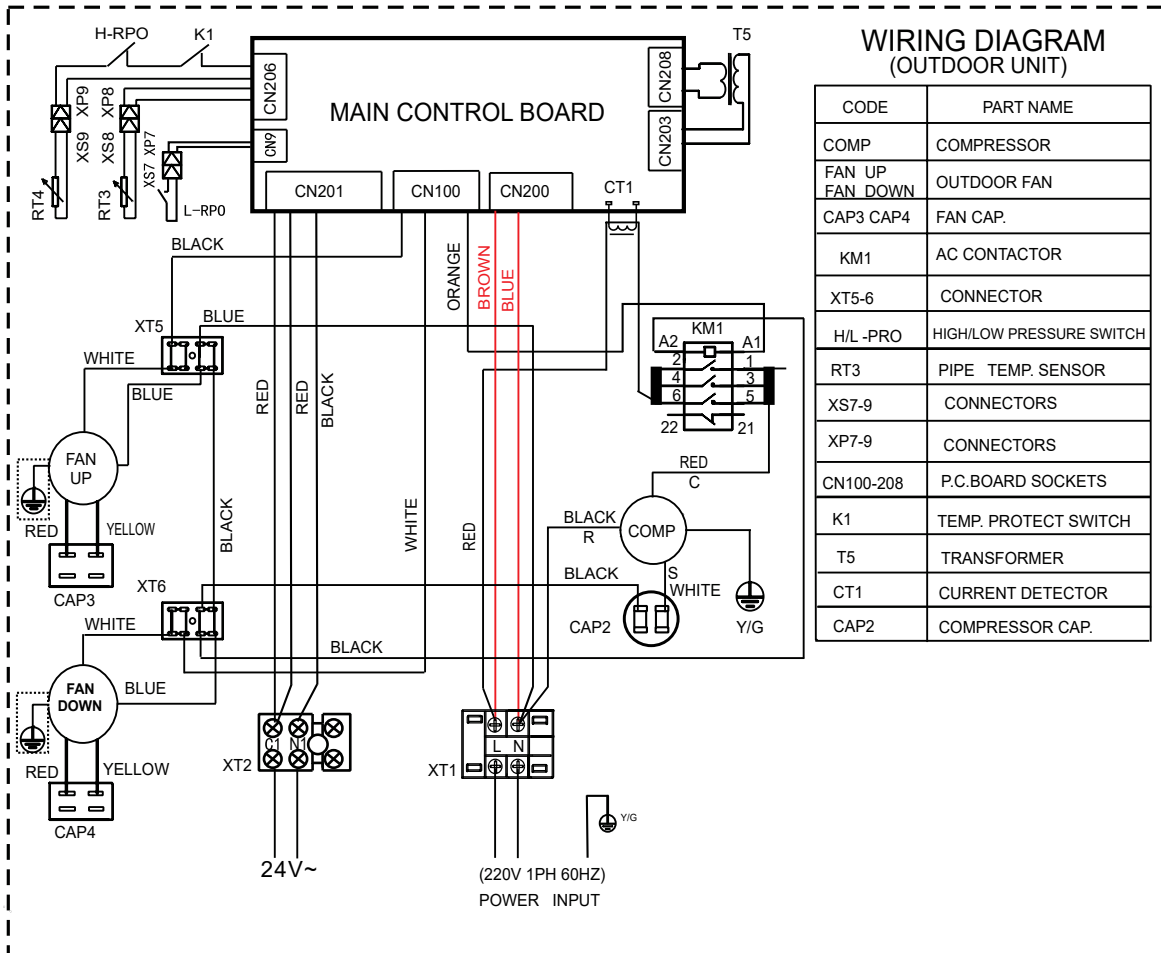 WIRING DIAGRAM
(OUTDOOR UNIT)
CODE PART NAME
COMP COMPRESSOR
FAN UP
FAN DOWN OUTDOOR FAN
CAP3 CAP4 FAN CAP.
KM1 AC CONTACTOR
XT5-6 CONNECTOR
H/L -PRO HIGH/LOW PRESSURE SWITCH
RT3 PIPE TEMP. SENSOR
XS7-9 CONNECTORS
XP7-9 CONNECTORS
CN100-208 P.C.BOARD SOCKETS
K1 TEMP. PROTECT SWITCH
T5 TRANSFORMER
CT1 CURRENT DETECTOR
CAP2 COMPRESSOR CAP.
H-RPO K1
T5
MAIN CONTROL BOARD
CN206
CN9
CN208
CN203
CN201 CN100 CN200 CT1
XP9 XP8
XS9 XS8 XS7 XP7
RT4 RT3
L-RP0
BLACK
ORANGE
BROWN
BLUE
XT5
BLUE
WHITE
BLUE
RED
RED
BLACK
KM1
A2 A1
2 1
4 3
6 5
22 21
FAN
UP
RED YELLOW
CAP3
BLACK
WHITE
RED
RED
C
BLACK
R
COMP
BLACK
S
WHITE
CAP2
Y/G
XT6
WHITE
BLACK
FAN
DOWN
BLUE
RED YELLOW
CAP4
C1 N1
XT2
24V~
L N
XT1
Y/G
(220V 1PH 60HZ)
POWER INPUT